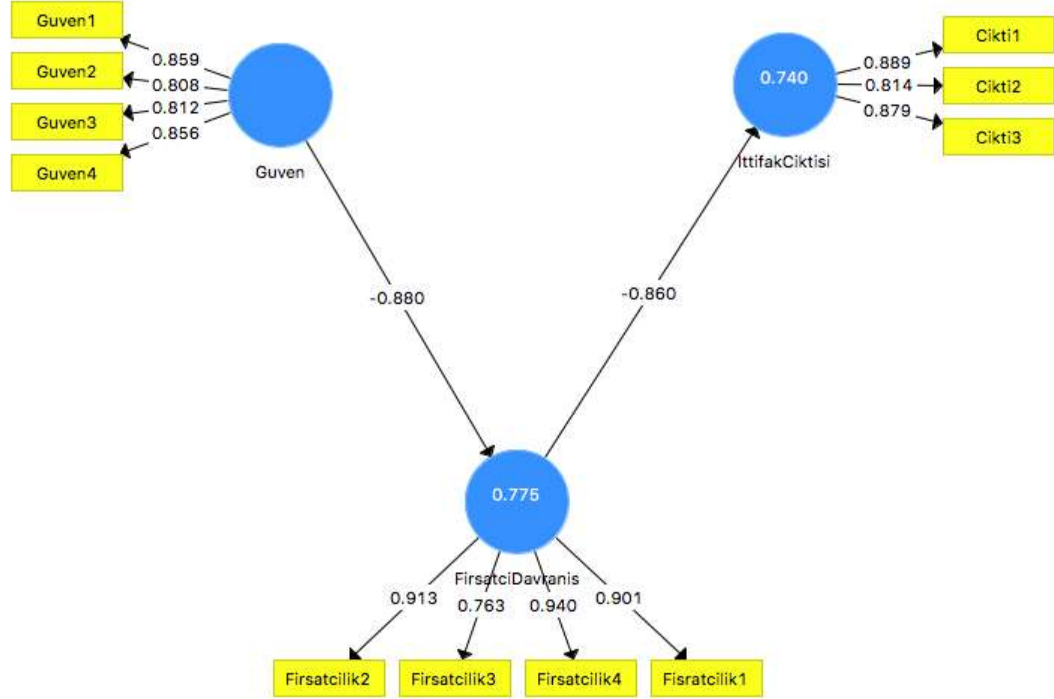 Guven1
Guven2
Guven3
Guven4
0.859
0.808
0.812
0.856
Guven
0.740
IttifakCiktisi
0.889
0.814
0.879
Cikti1
Cikti2
Cikti3
-0.880
-0.860
0.775
FirsatciDavranis
0.913
0.763
0.940
0.901
Firsatcilik2
Firsatcilik3
Firsatcilik4
Fisratcilik1